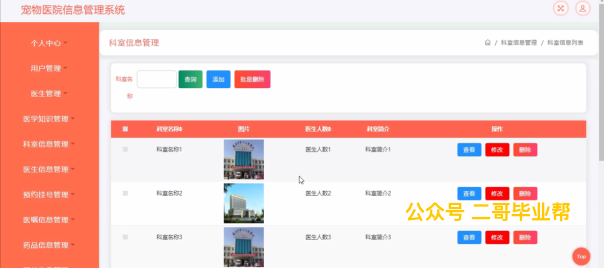 宠物医院信息管理系统
个人中心
用户管理
医生管理
医学知识管理
科室信息管理
医生信息管理
预约挂号管理
医嘱信息管理
药品信息管理
科室信息管理
科室信息管理 / 科室信息列表
科室名称
查询
添加
批量删除
科室名称 图片 医生人数 科室简介 操作
科室名称1 医生人数1 科室简介1 查看 修改 删除
科室名称2 医生人数2 科室简介2 查看 修改 删除
科室名称3 医生人数3 科室简介3 查看 修改 删除
公众号 二哥毕业帮
Top